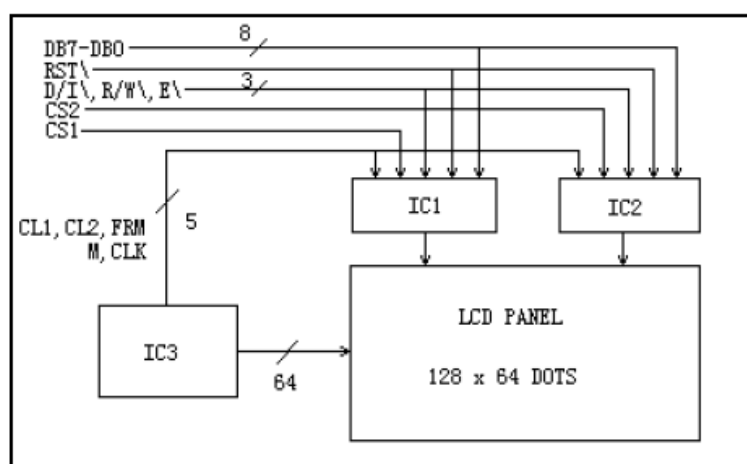 8
DB7-DB0
RST\
3
D/I\, R/W\, E\
CS2
CS1
IC1
IC2
5
CL1, CL2, FRM
M, CLK
LCD PANEL
IC3
128 x 64 DOTS
64